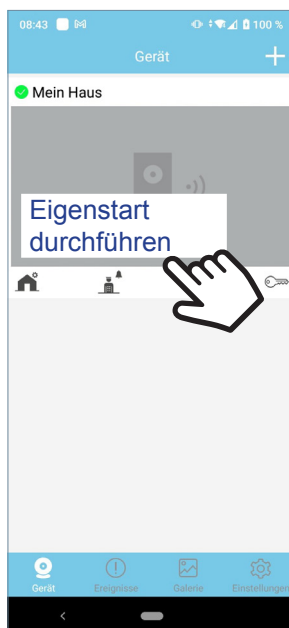 08:43 100 %
Gerät
Mein Haus
Eigenstart
durchführen
Gerät Ereignisse Galerie Einstellungen